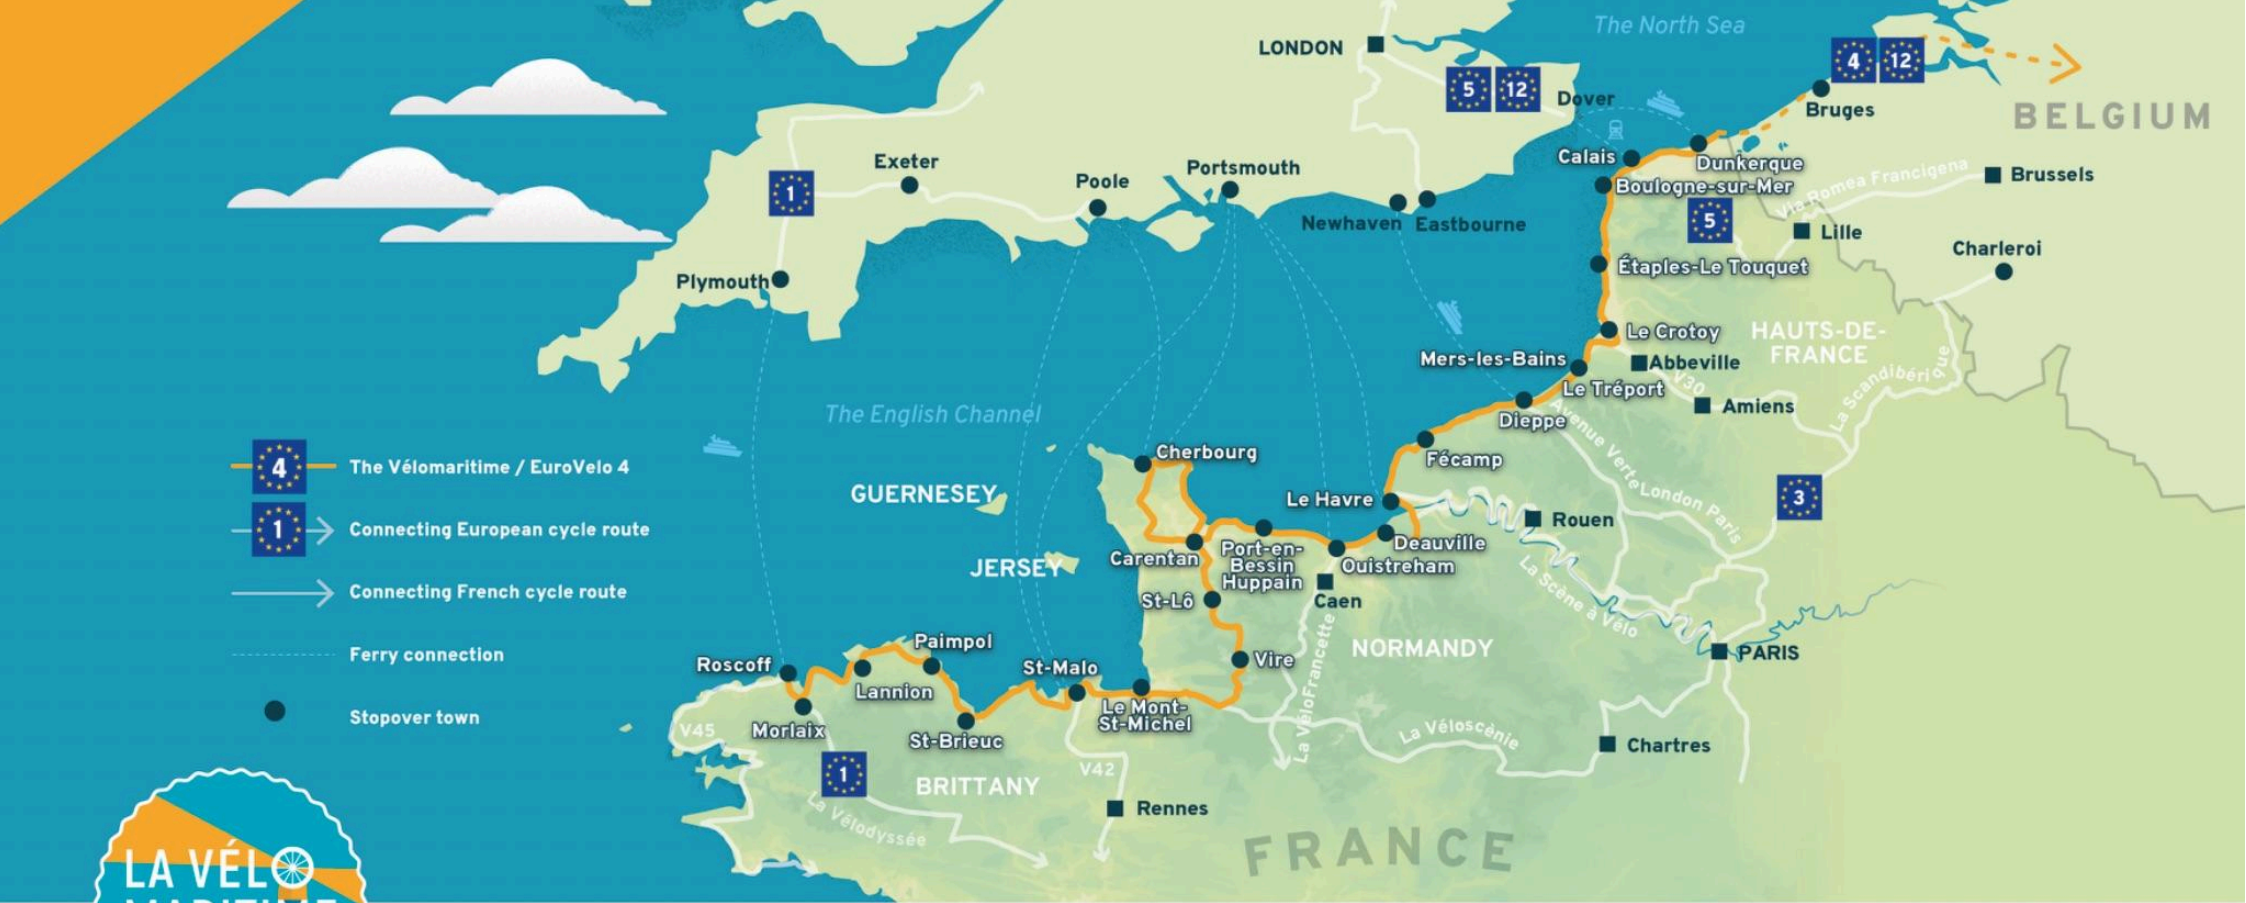 The North Sea
LONDON
5
12
Dover
4
12
Bruges
BELGIUM
Calais
Dunkerque
Boulogne-sur-Mer
5
Via Romea Francigena
Brussels
Lille
Charleroi
Étaples-Le Touquet
Exeter
Poole
Portsmouth
1
Newhaven
Eastbourne
Plymouth
Le Crotoy
HAUTS-DE-
FRANCE
Mers-les-Bains
Abbeville
V30
Le Tréport
Amiens
La Scandibérique
Dieppe
Avenue Verte London Paris
The English Channel
Cherbourg
Fécamp
4
The Vélomaritime / EuroVelo 4
GUERNESEY
Le Havre
3
1
Connecting European cycle route
Rouen
Deauville
Carentan
Port-en-
Bessin
Huppain
Ouistreham
JERSEY
Connecting French cycle route
St-Lô
Caen
La Scène à Vélo
Ferry connection
Roscoff
Paimpol
St-Malo
Vire
La VéloFrancette
NORMANDY
PARIS
Lannion
Stopover town
V45
Morlaix
St-Brieuc
Le Mont-
St-Michel
La Véloscènie
Chartres
1
BRITTANY
V42
Rennes
La Vélodyssée
FRANCE
LA VÉLO
MARITIME